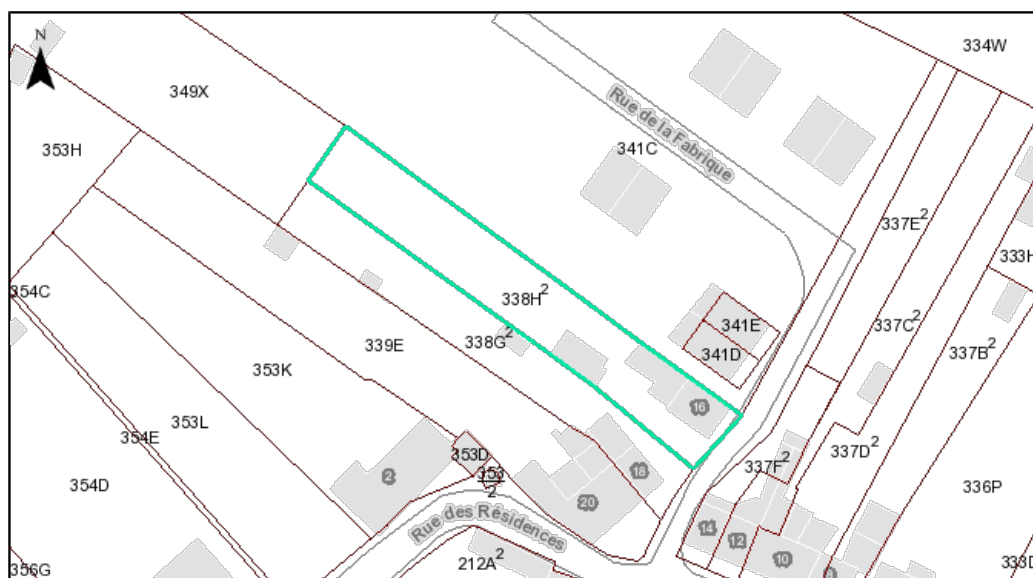 N
334W
349X
Rue de la Fabrique
353H
341C
337E²
333H
354C
338H²
341E
337C²
339E
338G²
341D
337B²
353K
16
353L
354E
353D
18
337D²
337F²
2
353
2
354D
20
336P
Rue des Résidences
14
12
10
212A²
356G